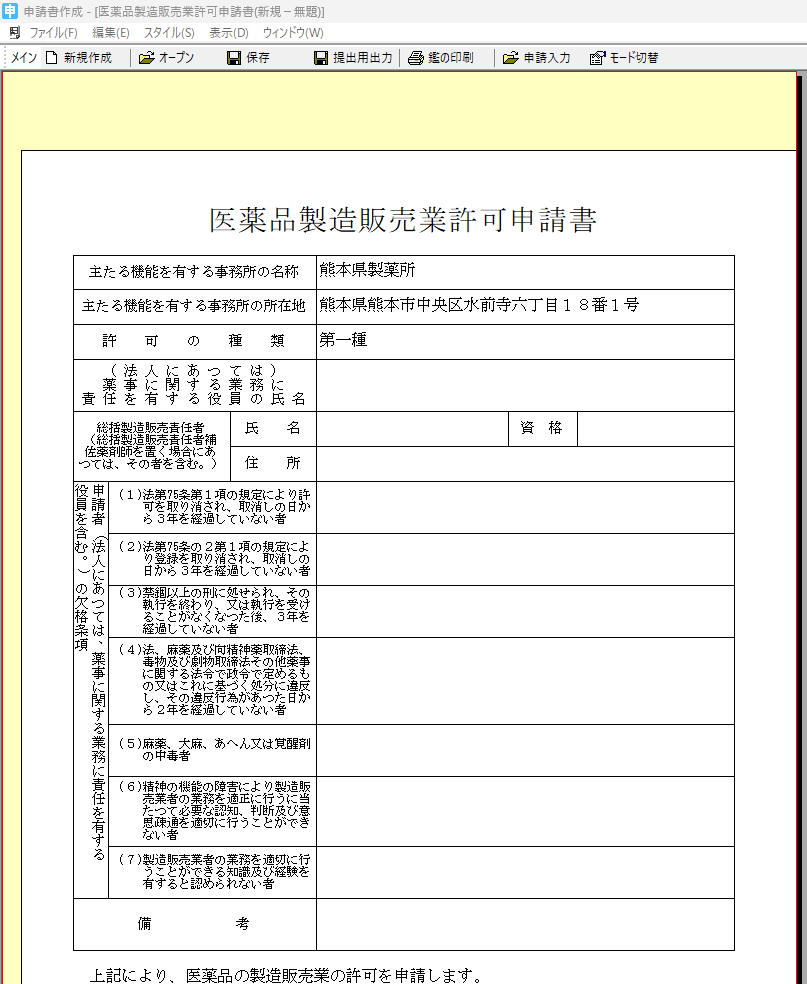 申請書作成 - [医薬品製造販売業許可申請書(新規－無題)]
ファイル(F) 編集(E) スタイル(S) 表示(D) ウィンドウ(W)
メイン 新規作成 オープン 保存 提出用出力 鑑の印刷 申請入力 モード切替
医薬品製造販売業許可申請書
主たる機能を有する事務所の名称 熊本県製薬所
主たる機能を有する事務所の所在地 熊本県熊本市中央区水前寺六丁目１８番１号
許可の種類 第一種
（法人にあつては）
薬事に関する業務に
責任を有する役員の氏名
総括製造販売責任者
（総括製造販売責任者補
佐薬剤師を置く場合にあ
つては、その者を含む。）
氏名 資格
住所
申請者（法人にあつては、薬事に関する業務に責任を有する
役員を含む。）の欠格条項
(1)法第75条第１項の規定により許
可を取り消され、取消しの日か
ら３年を経過していない者
(2)法第75条の２第１項の規定によ
り登録を取り消され、取消しの
日から３年を経過していない者
(3)禁錮以上の刑に処せられ、その
執行を終わり、又は執行を受け
ることがなくなつた後、３年を
経過していない者
(4)法、麻薬及び向精神薬取締法、
毒物及び劇物取締法その他薬事
に関する法令で政令で定めるも
の又はこれに基づく処分に違反
し、その違反行為があつた日か
ら２年を経過していない者
(5)麻薬、大麻、あへん又は覚醒剤
の中毒者
(6)精神の機能の障害により製造販
売業者の業務を適正に行うに当
たつて必要な認知、判断及び意
思疎通を適切に行うことができ
ない者
(7)製造販売業者の業務を適切に行
うことができる知識及び経験を
有すると認められない者
備考
上記により、医薬品の製造販売業の許可を申請します。